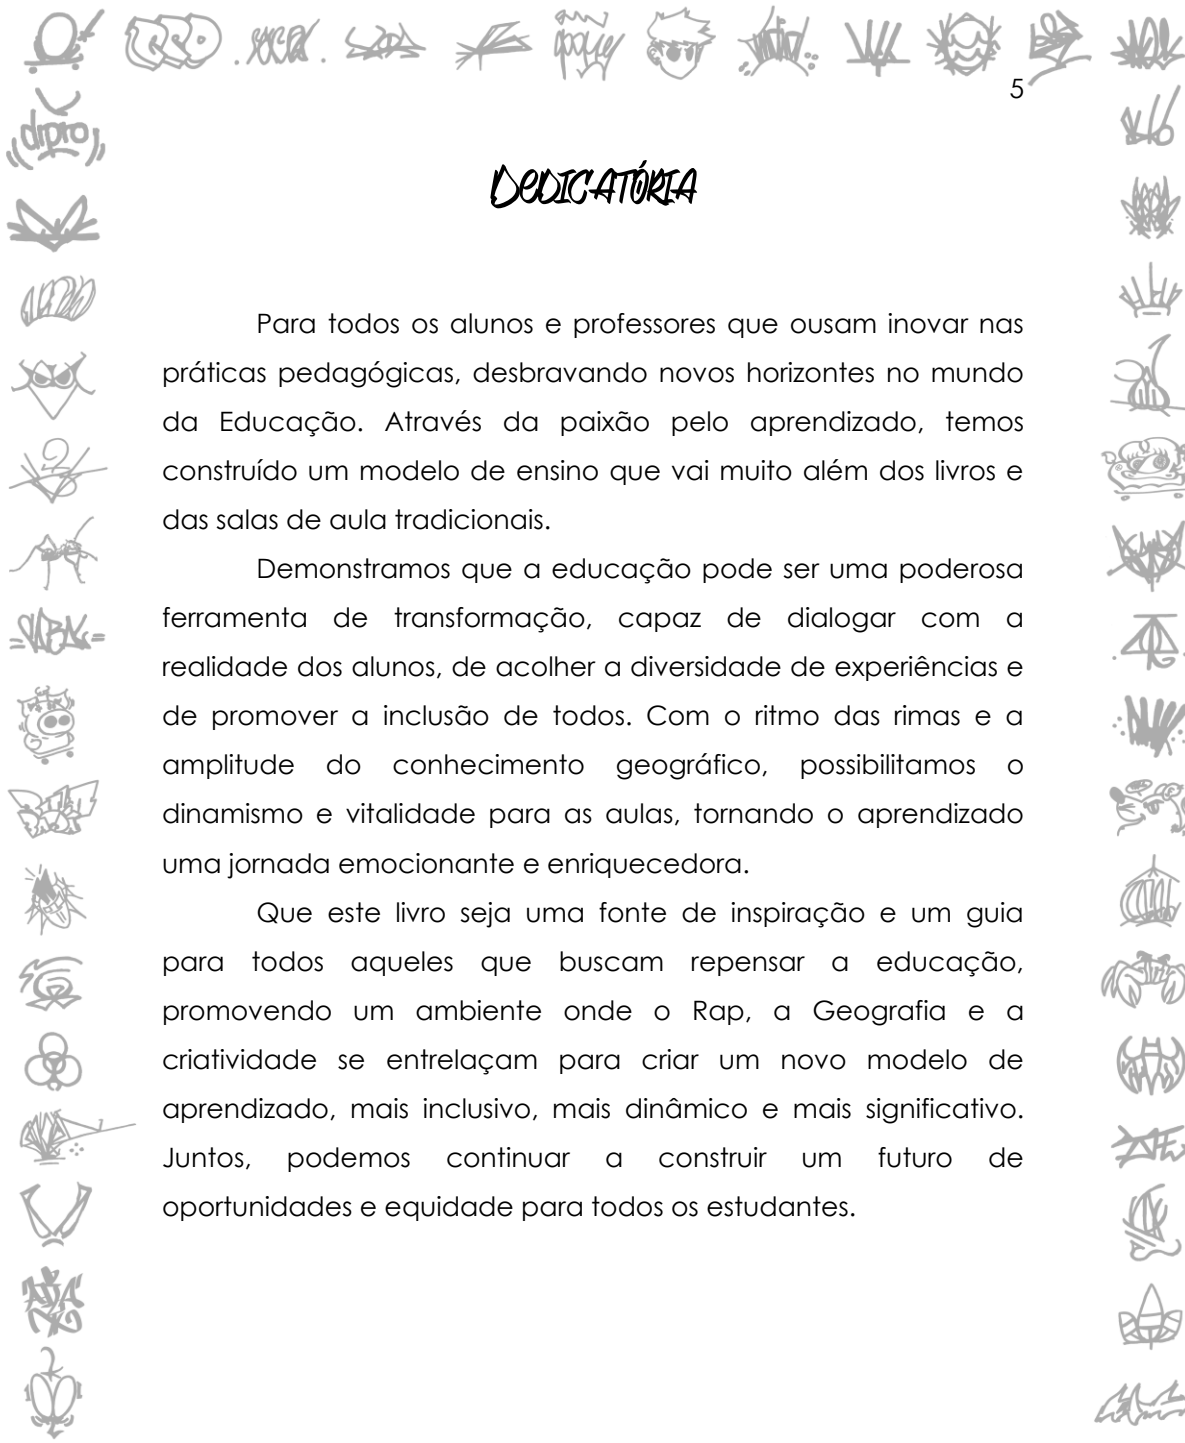 5
DEDICATÓRIA
Para todos os alunos e professores que ousam inovar nas
práticas pedagógicas, desbravando novos horizontes no mundo
da Educação. Através da paixão pelo aprendizado, temos
construído um modelo de ensino que vai muito além dos livros e
das salas de aula tradicionais.
Demonstramos que a educação pode ser uma poderosa
ferramenta de transformação, capaz de dialogar com a
realidade dos alunos, de acolher a diversidade de experiências e
de promover a inclusão de todos. Com o ritmo das rimas e a
amplitude do conhecimento geográfico, possibilitamos o
dinamismo e vitalidade para as aulas, tornando o aprendizado
uma jornada emocionante e enriquecedora.
Que este livro seja uma fonte de inspiração e um guia
para todos aqueles que buscam repensar a educação,
promovendo um ambiente onde o Rap, a Geografia e a
criatividade se entrelaçam para criar um novo modelo de
aprendizado, mais inclusivo, mais dinâmico e mais significativo.
Juntos, podemos continuar a construir um futuro de
oportunidades e equidade para todos os estudantes.
drpro